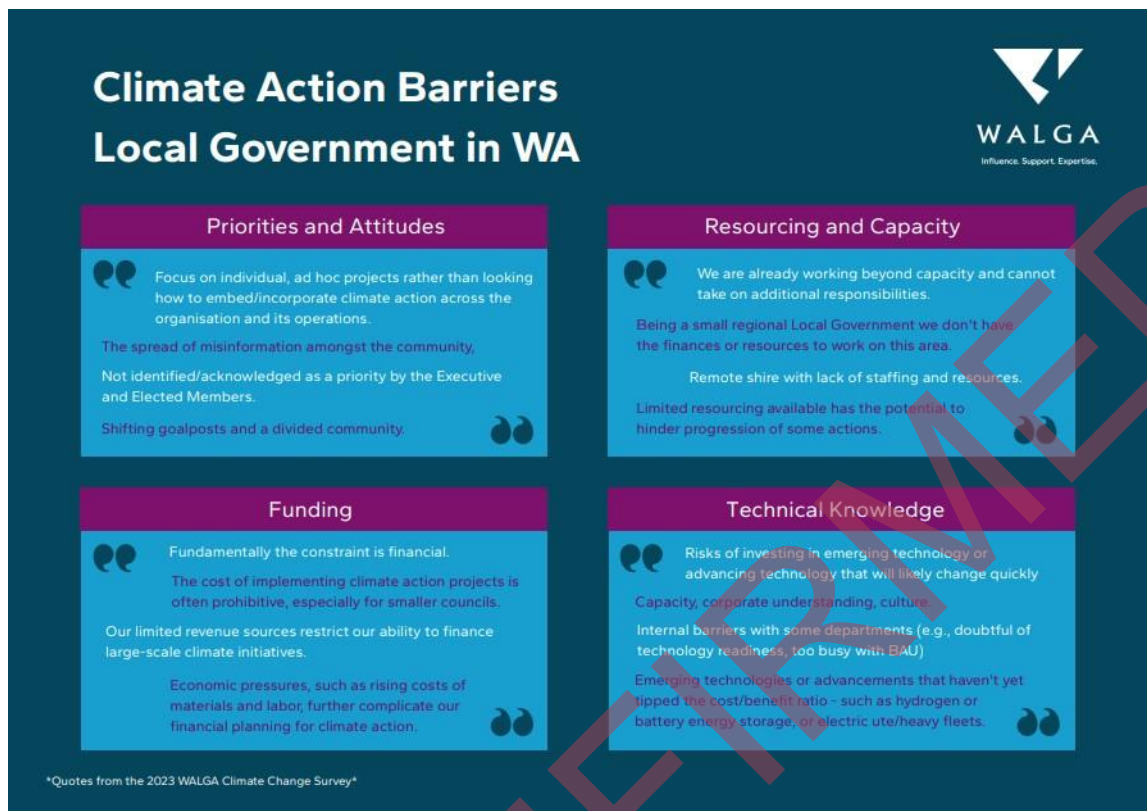 Climate Action Barriers
Local Government in WA
WALGA
Influence. Support. Expertise.
Priorities and Attitudes
Focus on individual, ad hoc projects rather than looking
how to embed/incorporate climate action across the
organisation and its operations.
The spread of misinformation amongst the community,
Not identified/acknowledged as a priority by the Executive
and Elected Members.
Shifting goalposts and a divided community.
Resourcing and Capacity
We are already working beyond capacity and cannot
take on additional responsibilities.
Being a small regional Local Government we don't have
the finances or resources to work on this area.
Remote shire with lack of staffing and resources.
Limited resourcing available has the potential to
hinder progression of some actions.
Funding
Fundamentally the constraint is financial.
The cost of implementing climate action projects is
often prohibitive, especially for smaller councils.
Our limited revenue sources restrict our ability to finance
large-scale climate initiatives.
Economic pressures, such as rising costs of
materials and labor, further complicate our
financial planning for climate action.
Technical Knowledge
Risks of investing in emerging technology or
advancing technology that will likely change quickly
Capacity, corporate understanding, culture.
Internal barriers with some departments (e.g., doubtful of
technology readiness, too busy with BAU)
Emerging technologies or advancements that haven't yet
tipped the cost/benefit ratio - such as hydrogen or
battery energy storage, or electric ute/heavy fleets.
*Quotes from the 2023 WALGA Climate Change Survey*